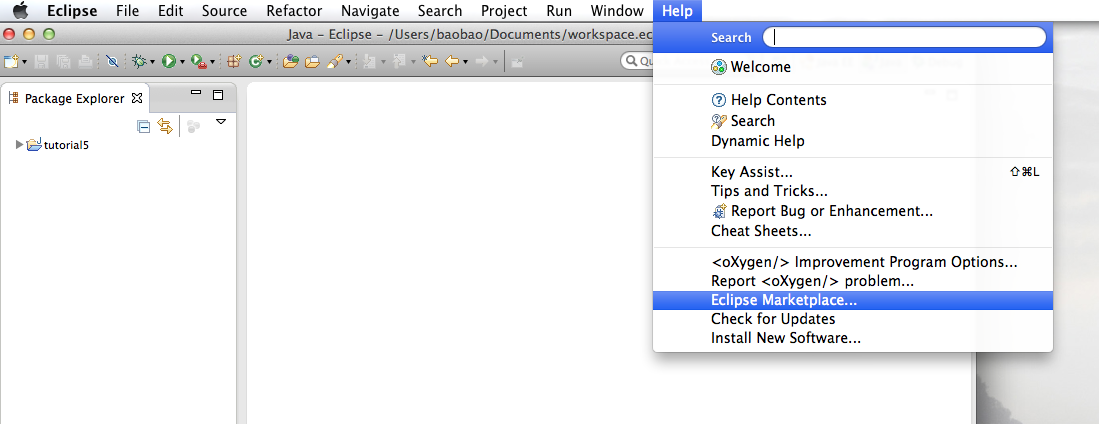 Eclipse File Edit Source Refactor Navigate Search Project Run Window Help
Java – Eclipse – /Users/baobao/Documents/workspace.ec
Search
Welcome
Help Contents
Search
Dynamic Help
Key Assist... ⇧⌘L
Tips and Tricks...
Report Bug or Enhancement...
Cheat Sheets...
<oXygen/> Improvement Program Options...
Report <oXygen/> problem...
Eclipse Marketplace...
Check for Updates
Install New Software...
Qu
Package Explorer
tutorial5